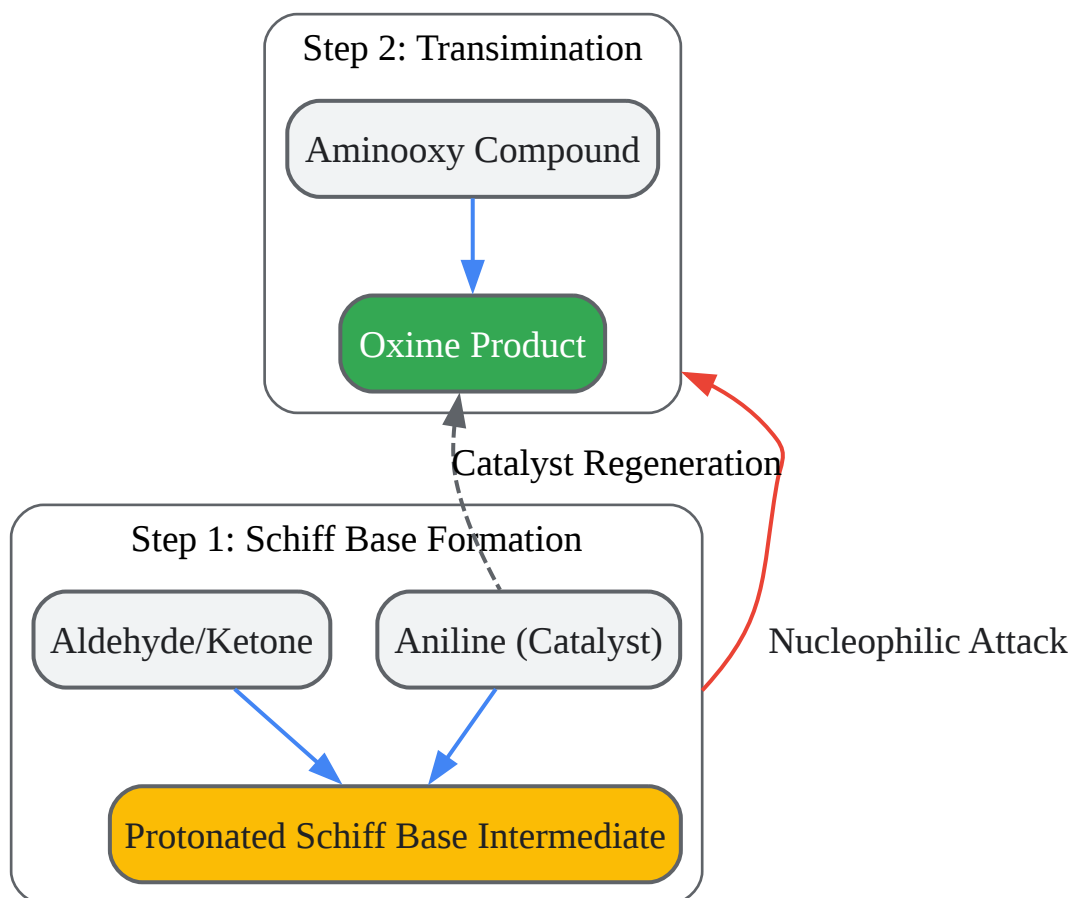 Step 2: Transimination
Aminooxy Compound
Oxime Product
Catalyst Regeneration
Step 1: Schiff Base Formation
Aldehyde/Ketone
Aniline (Catalyst)
Nucleophilic Attack
Protonated Schiff Base Intermediate